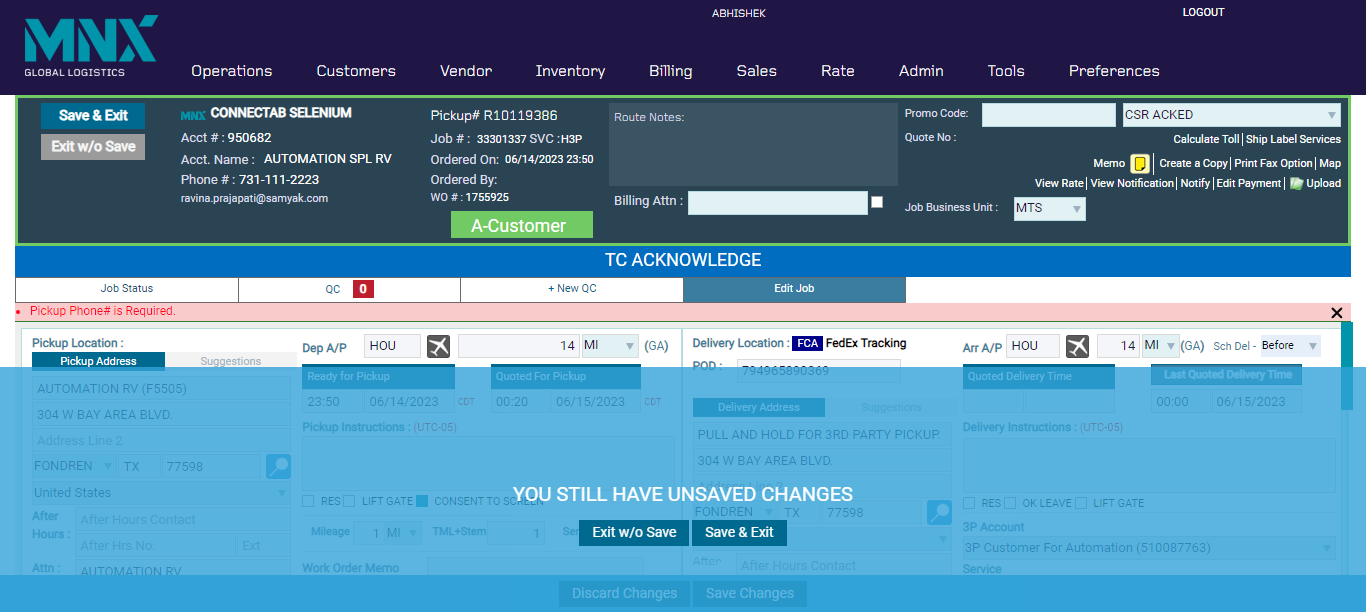 ABHISHEK
LOGOUT
MNX
GLOBAL LOGISTICS
Operations Customers Vendor Inventory Billing Sales Rate Admin Tools Preferences
Save & Exit
Exit w/o Save
MNX CONNECTAB SELENIUM
Acct # : 950682
Acct. Name : AUTOMATION SPL RV
Phone # : 731-111-2223
ravina.prajapati@samyak.com
Pickup# R10119386
Job # : 33301337 SVC :H3P
Ordered On: 06/14/2023 23:50
Ordered By:
WO # : 1755925
A-Customer
Route Notes:
Billing Attn :
Promo Code:
CSR ACKED
Quote No :
Calculate Toll| Ship Label Services
Memo | Create a Copy| Print Fax Option| Map
View Rate| View Notification| Notify| Edit Payment | Upload
Job Business Unit : MTS
TC ACKNOWLEDGE
Job Status QC 0 + New QC Edit Job
Pickup Phone# is Required.
Pickup Location :
Pickup Address Suggestions
AUTOMATION RV (F5505)
304 W BAY AREA BLVD.
Address Line 2
FONDREN TX 77598
United States
After Hours :
After Hours Contact
After Hrs No: Ext
Attn : AUTOMATION RV
Dep A/P HOU 14 MI (GA)
Ready for Pickup Quoted For Pickup
23:50 06/14/2023 CDT 00:20 06/15/2023 CDT
Pickup Instructions : (UTC-05)
RES LIFT GATE CONSENT TO SCREEN
Mileage 1 MI TML+Stem 1
Work Order Memo
Delivery Location : FCA FedEx Tracking
POD : 794965890369
Delivery Address Suggestions
PULL AND HOLD FOR 3RD PARTY PICKUP.
304 W BAY AREA BLVD.
Address Line 2
FONDREN TX 77598
After After Hours Contact
Arr A/P HOU 14 MI (GA) Sch Del - Before
Quoted Delivery Time Last Quoted Delivery Time
00:00 06/15/2023
Delivery Instructions : (UTC-05)
RES OK LEAVE LIFT GATE
3P Account
3P Customer For Automation (510087763)
Service
YOU STILL HAVE UNSAVED CHANGES
Exit w/o Save Save & Exit
Discard Changes Save Changes